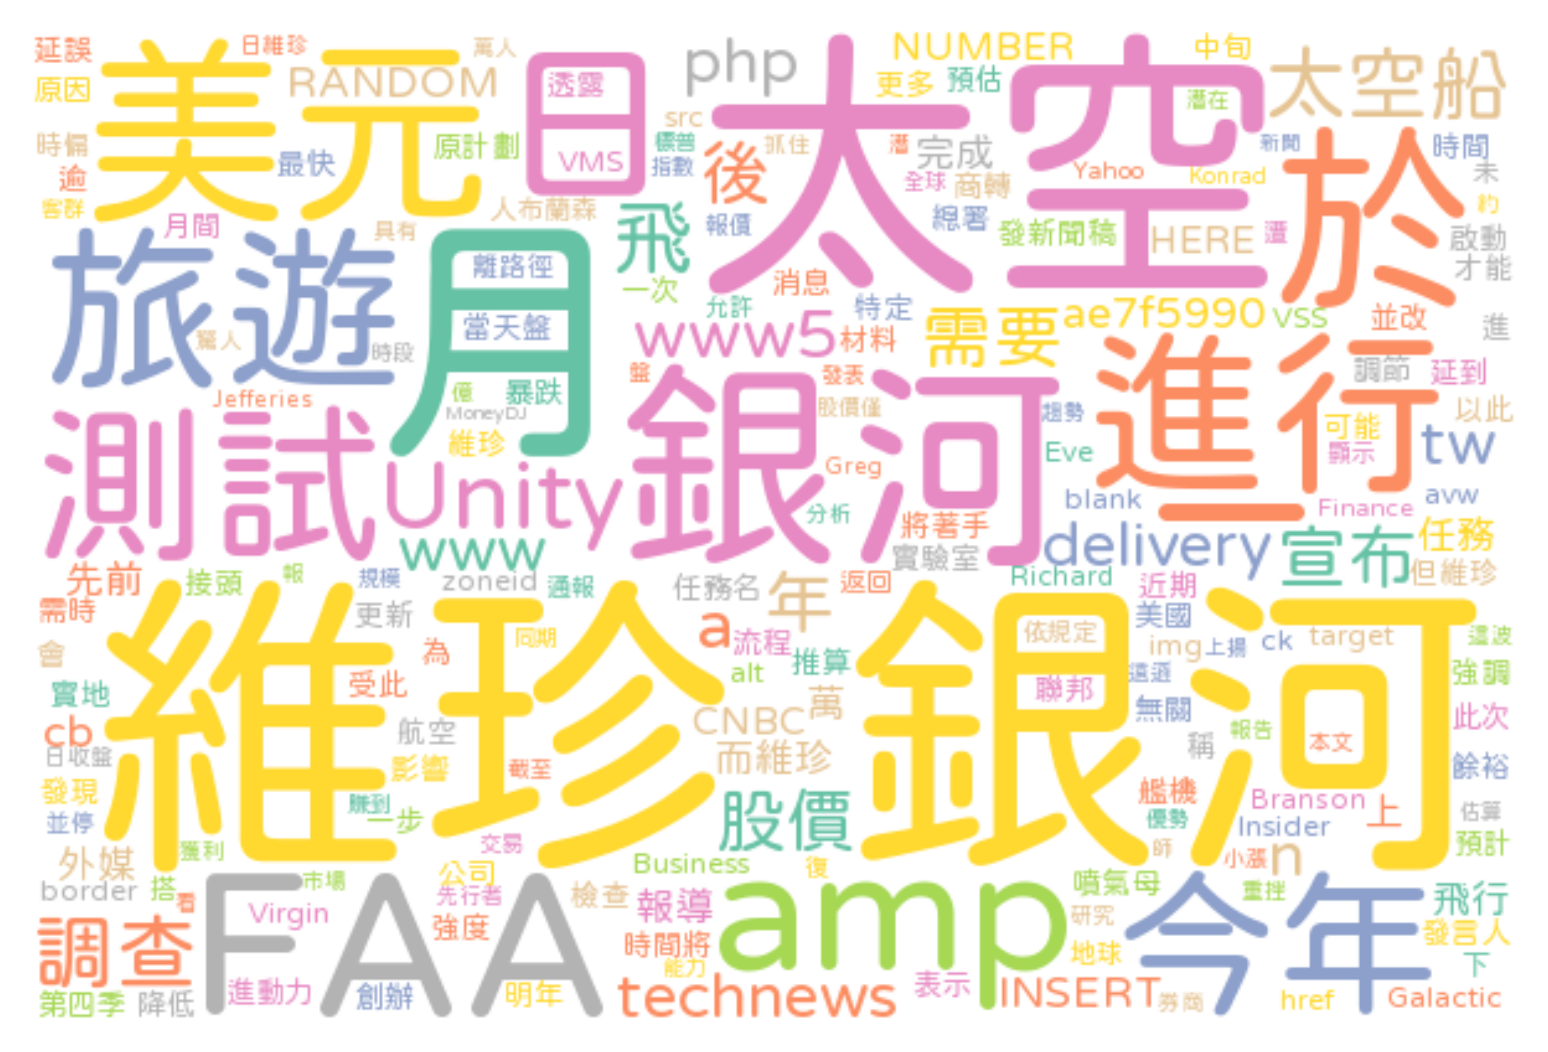 延誤
日維珍
萬人
php
NUMBER
中旬
太空船
美元
RANDOM
日
透露
VMS
太空
更多
預估
潛在
原因
src
時間
時個
最快
原計劃
標普
指數
後
抓住
潛
完成
全球
商轉
Yahoo
Konrad
新聞
於
未
逾
客群
月間
具有
人布蘭森
飛
報價
總署
發新聞稿
HERE
約
啟動
才能
旅遊
月
離路徑
一次
允許
消息
特定
需要
ae7f5990
vss
並改
進
驚人
時段
當天盤
www5
材料
調節
延到
Jefferies
億
暴跌
MoneyDJ
維珍
盤
發表
股價僅
銀河
趨勢
進行
可能
顯示
以此
測試
Unity
Greg
分析
Eve
一
tw
blank
Finance
avw
www
將著手
實驗室
delivery
宣布
任務
但維珍
先前
接頭
報
規模
zoneid
通報
任務名
年
返回
Richard
近期
需時
更新
同期
a
流程
依規定
美國
img
上揚
ck
target
這波
會
為
alt
推算
維珍銀河
實地
受此
聯邦
強調
萬
無關
cb
航空
CNBC
而維珍
稱
報告
本文
此次
日收盤
影響
截至
餘裕
發現
賺到
艦機
Branson
上
並停
一步
股價
優勢
Insider
估算
外媒
獲利
交易
師
小漲
n
預計
border
搭
市場
公司
Business
復
噴氣母
重挫
看
FAA
先行者
檢查
報導
amp
研究
今年
飛行
調查
Virgin
強度
時間將
地球
發言人
能力
下
第四季
降低
進動力
創辦
明年
technews
表示
INSERT
券商
href
Galactic